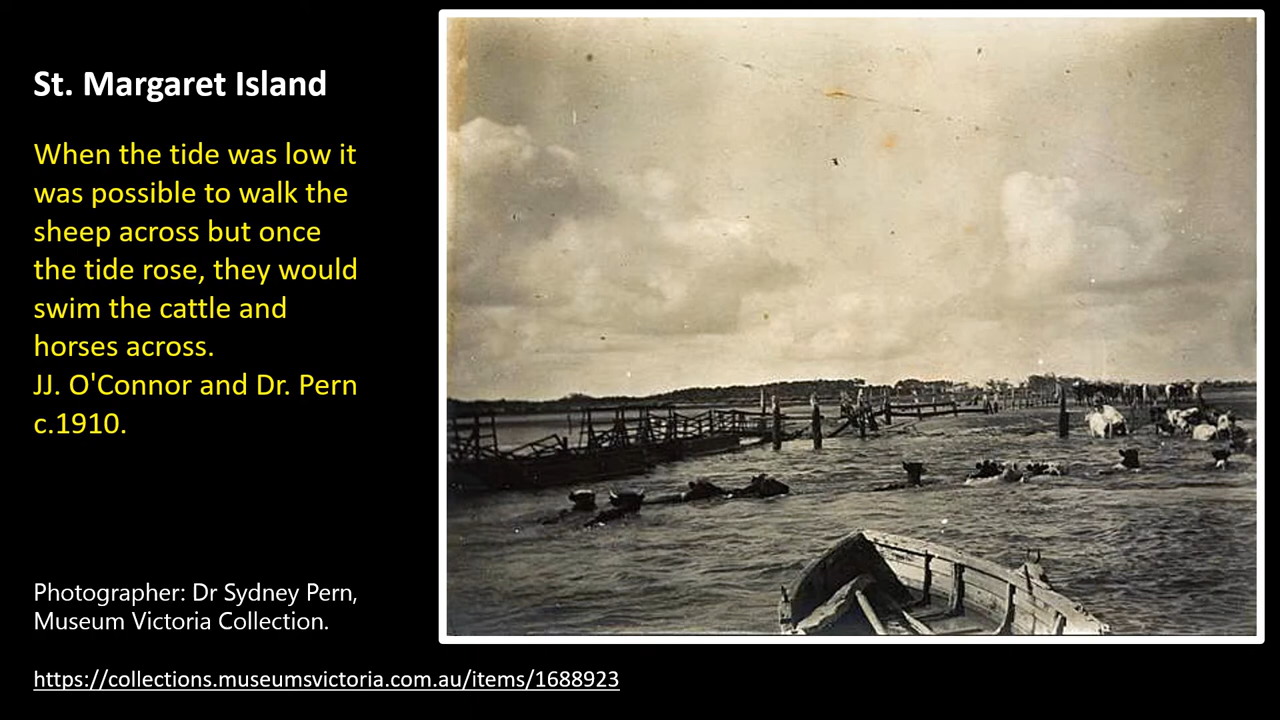 St. Margaret Island
When the tide was low it
was possible to walk the
sheep across but once
the tide rose, they would
swim the cattle and
horses across.
JJ. O'Connor and Dr. Pern
c.1910.
Photographer: Dr Sydney Pern,
Museum Victoria Collection.
https://collections.museumsvictoria.com.au/items/1688923